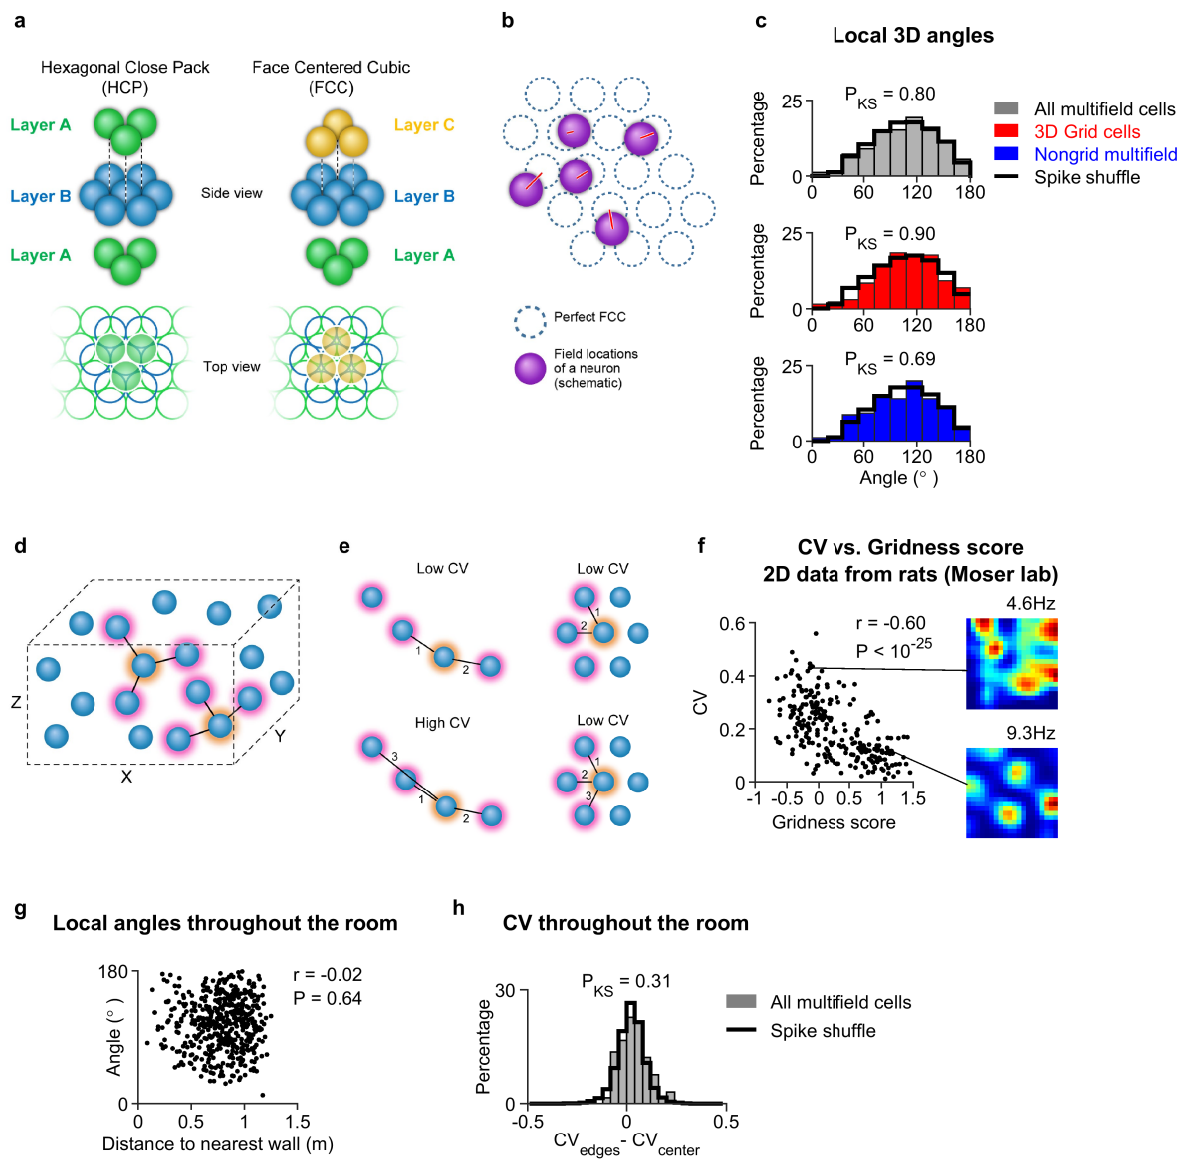 a
Hexagonal Close Pack
(HCP)
Face Centered Cubic
(FCC)
Layer A
Layer C
Layer B
Side view
Layer B
Layer A
Layer A
Top view
b
Perfect FCC
Field locations
of a neuron
(schematic)
c
Local 3D angles
P_KS = 0.80
25
Percentage
0
0 60 120 180
All multifield cells
3D Grid cells
Nongrid multifield
Spike shuffle
P_KS = 0.90
25
Percentage
0
0 60 120 180
P_KS = 0.69
25
Percentage
0
0 60 120 180
Angle (° )
d
Z
X
Y
e
Low CV
1
2
Low CV
1
2
High CV
3
1
2
Low CV
1
2
3
f
CV vs. Gridness score
2D data from rats (Moser lab)
r = -0.60
P < 10^-25
0.6
0.4
0.2
0
CV
-1 -0.5 0 0.5 1 1.5
Gridness score
4.6Hz
9.3Hz
g
Local angles throughout the room
r = -0.02
P = 0.64
180
Angle (° )
0
0 0.5 1 1.5
Distance to nearest wall (m)
h
CV throughout the room
P_KS = 0.31
30
Percentage
0
-0.5 0 0.5
CV_edges - CV_center
All multifield cells
Spike shuffle